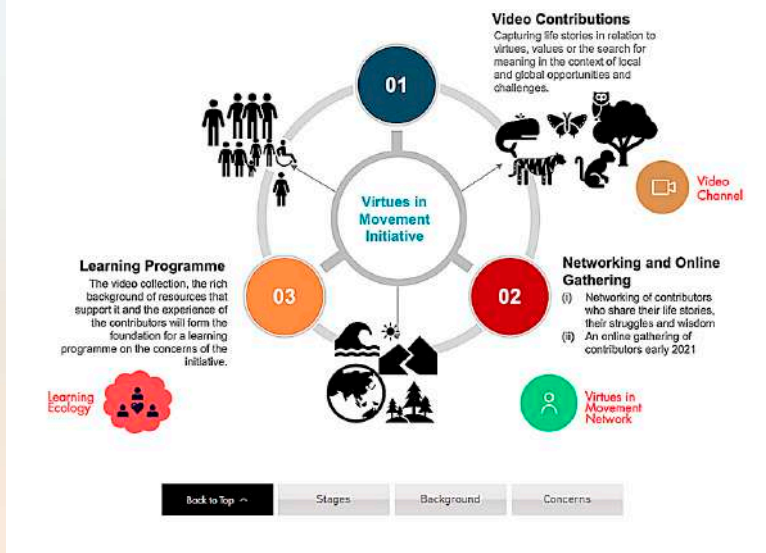 Video Contributions
Capturing life stories in relation to
virtues, values or the search for
meaning in the context of local
and global opportunities and
challenges.
01
Video
Channel
Virtues in
Movement
Initiative
Learning Programme
The video collection, the rich
background of resources that
support it and the experience of
the contributors will form the
foundation for a learning
programme on the concerns of the
initiative.
03
02
Networking and Online
Gathering
(i) Networking of contributors
who share their life stories,
their struggles and wisdom
(ii) An online gathering of
contributors early 2021
Learning
Ecology
Virtues in
Movement
Network
Back to Top
Stages
Background
Concerns